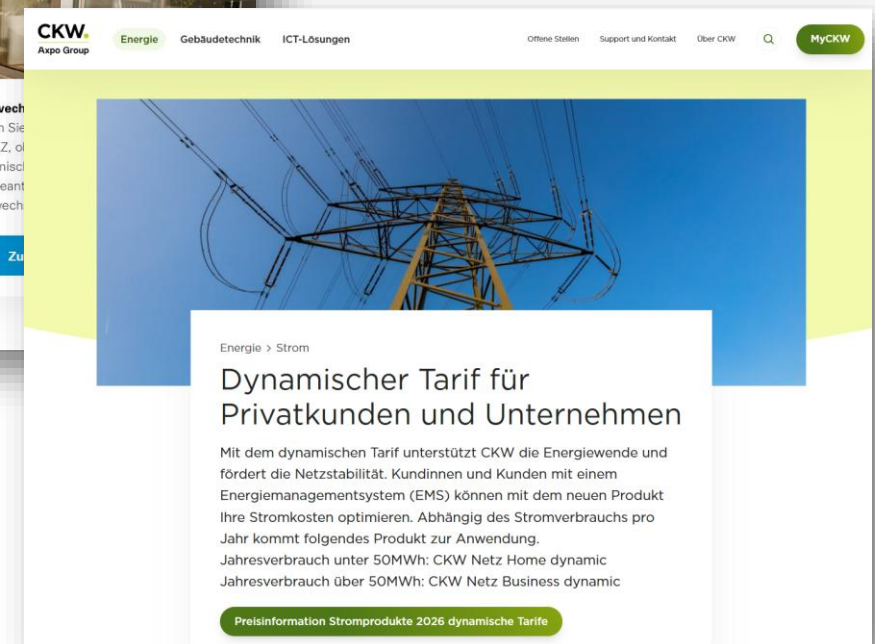 CKW.
Axpo Group
Energie
Gebäudetechnik
ICT-Lösungen
Offene Stellen
Support und Kontakt
Über CKW
MyCKW
Zu
Energie > Strom
Dynamischer Tarif für
Privatkunden und Unternehmen
Mit dem dynamischen Tarif unterstützt CKW die Energiewende und
fördert die Netzstabilität. Kundinnen und Kunden mit einem
Energiemanagementsystem (EMS) können mit dem neuen Produkt
Ihre Stromkosten optimieren. Abhängig des Stromverbrauchs pro
Jahr kommt folgendes Produkt zur Anwendung.
Jahresverbrauch unter 50MWh: CKW Netz Home dynamic
Jahresverbrauch über 50MWh: CKW Netz Business dynamic
Preisinformation Stromprodukte 2026 dynamische Tarife